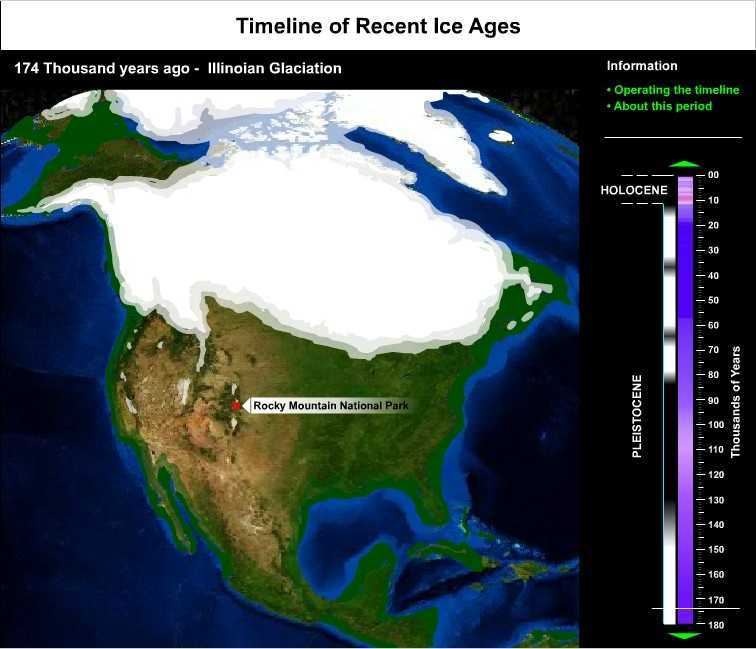 Timeline of Recent Ice Ages
174 Thousand years ago - Illinoian Glaciation
Information
• Operating the timeline
• About this period
HOLOCENE
PLEISTOCENE
Rocky Mountain National Park
00
10
20
30
40
50
60
70
80
90
100
110
120
130
140
150
160
170
180
Thousands of Years